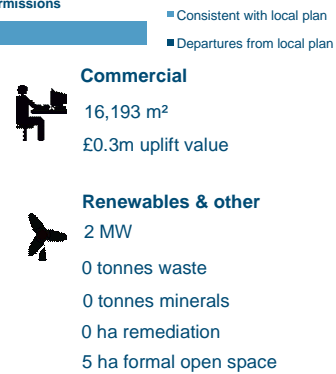 Consistent with local plan
Departures from local plan
Commercial
16,193 m²
£0.3m uplift value
Renewables & other
2 MW
0 tonnes waste
0 tonnes minerals
0 ha remediation
5 ha formal open space